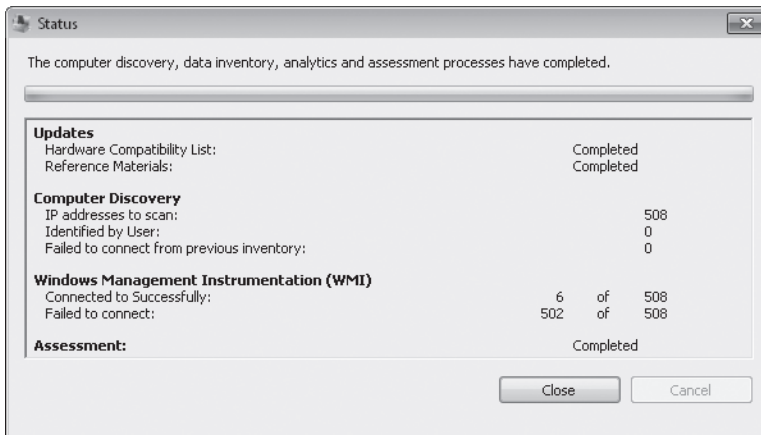 Status
The computer discovery, data inventory, analytics and assessment processes have completed.
Updates
Hardware Compatibility List: Completed
Reference Materials: Completed
Computer Discovery
IP addresses to scan: 508
Identified by User: 0
Failed to connect from previous inventory: 0
Windows Management Instrumentation (WMI)
Connected to Successfully: 6 of 508
Failed to connect: 502 of 508
Assessment: Completed
Close Cancel